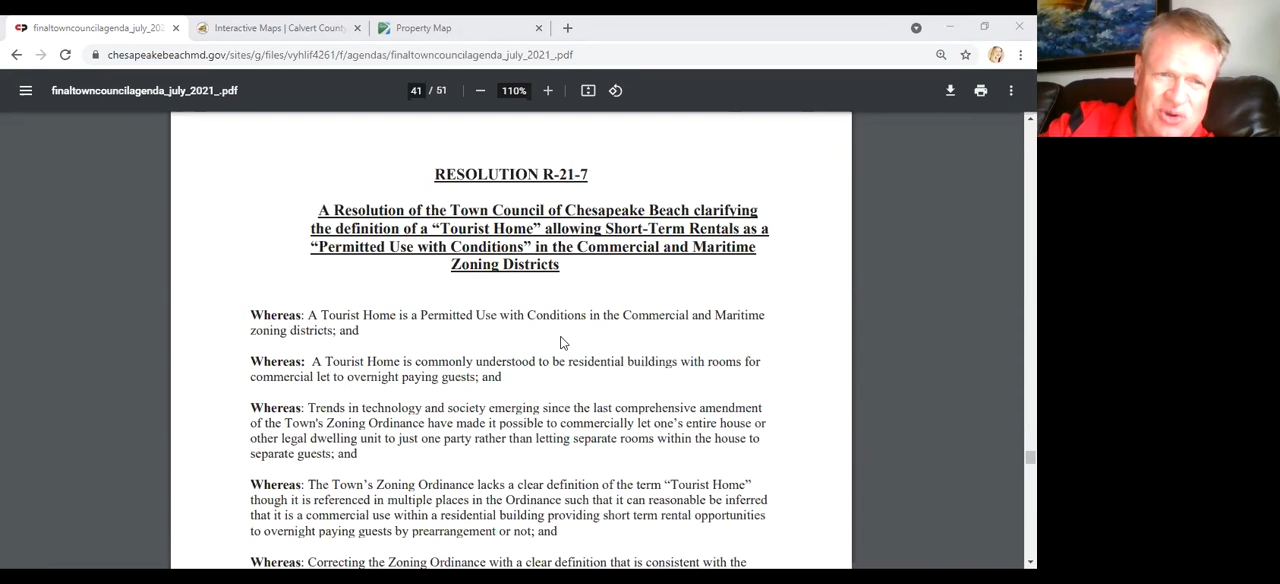 finaltowncouncilagenda_july_202
Interactive Maps | Calvert County
Property Map
chesapeakebeachmd.gov/sites/g/files/vyhlif4261/f/agendas/finaltowncouncilagenda_july_2021_.pdf
finaltowncouncilagenda_july_2021_.pdf
41 / 51
110%
RESOLUTION R-21-7
A Resolution of the Town Council of Chesapeake Beach clarifying
the definition of a “Tourist Home” allowing Short-Term Rentals as a
“Permitted Use with Conditions” in the Commercial and Maritime
Zoning Districts
Whereas: A Tourist Home is a Permitted Use with Conditions in the Commercial and Maritime
zoning districts; and
Whereas: A Tourist Home is commonly understood to be residential buildings with rooms for
commercial let to overnight paying guests; and
Whereas: Trends in technology and society emerging since the last comprehensive amendment
of the Town's Zoning Ordinance have made it possible to commercially let one’s entire house or
other legal dwelling unit to just one party rather than letting separate rooms within the house to
separate guests; and
Whereas: The Town’s Zoning Ordinance lacks a clear definition of the term “Tourist Home”
though it is referenced in multiple places in the Ordinance such that it can reasonable be inferred
that it is a commercial use within a residential building providing short term rental opportunities
to overnight paying guests by prearrangement or not; and
Whereas: Correcting the Zoning Ordinance with a clear definition that is consistent with the